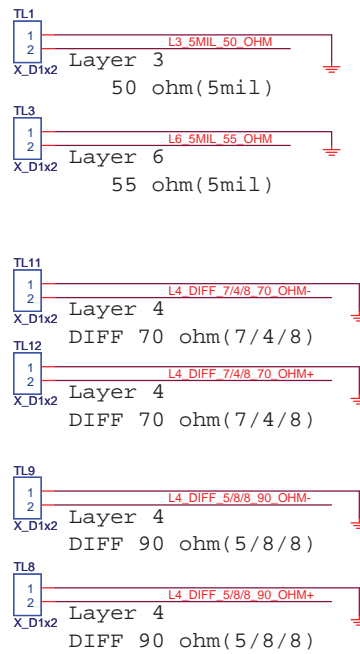 TL1
1
2
L3_5MIL_50_OHM
X_D1x2
Layer 3
50 ohm(5mil)
TL3
1
2
L6_5MIL_55_OHM
X_D1x2
Layer 6
55 ohm(5mil)
TL11
1
2
L4_DIFF_7/4/8_70_OHM-
X_D1x2
Layer 4
DIFF 70 ohm(7/4/8)
TL12
1
2
L4_DIFF_7/4/8_70_OHM+
X_D1x2
Layer 4
DIFF 70 ohm(7/4/8)
TL9
1
2
L4_DIFF_5/8/8_90_OHM-
X_D1x2
Layer 4
DIFF 90 ohm(5/8/8)
TL8
1
2
L4_DIFF_5/8/8_90_OHM+
X_D1x2
Layer 4
DIFF 90 ohm(5/8/8)